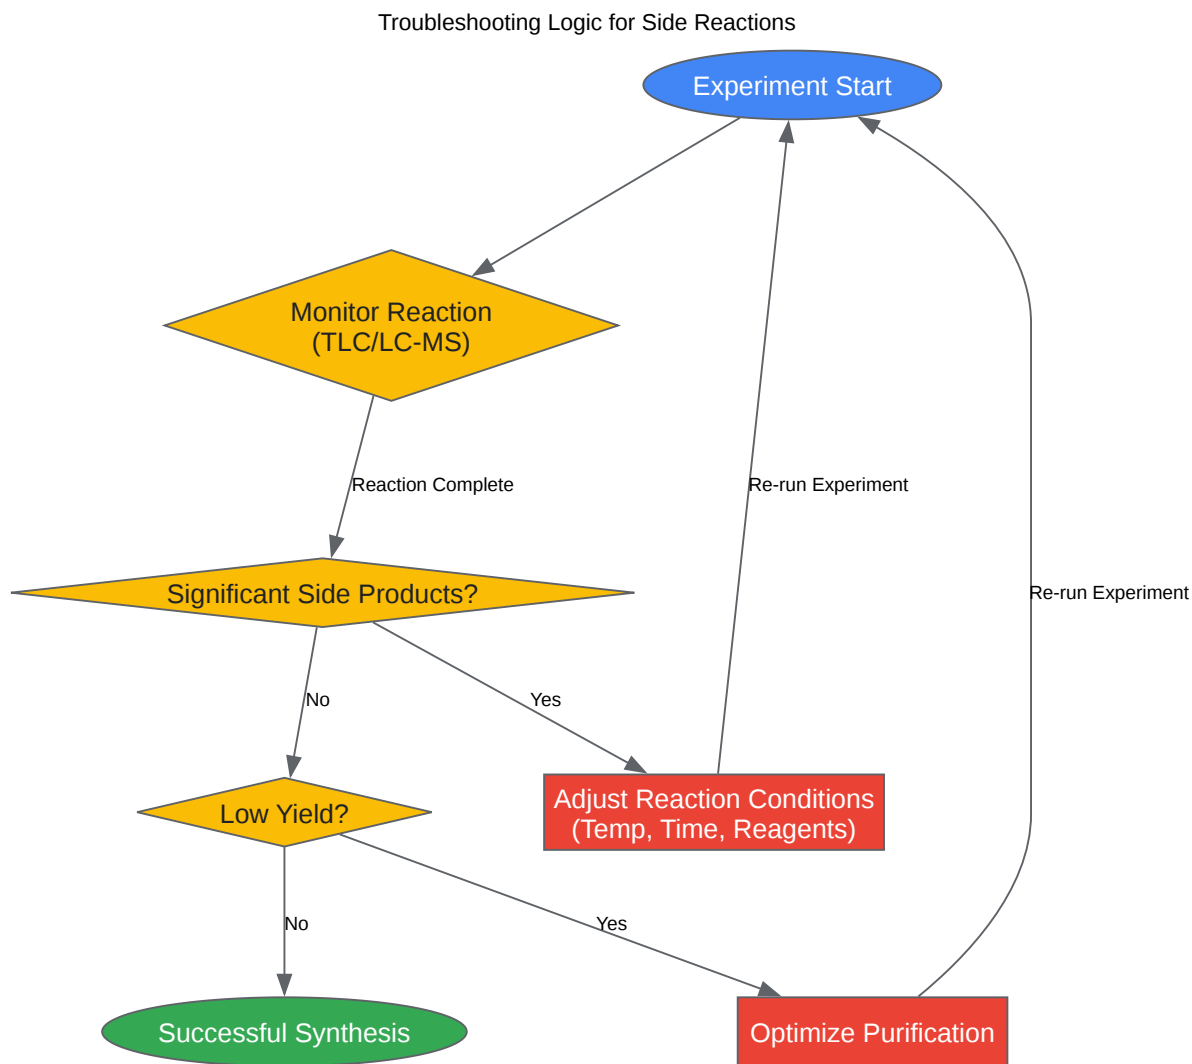 Troubleshooting Logic for Side Reactions
Experiment Start
Monitor Reaction
(TLC/LC-MS)
Reaction Complete
Re-run Experiment
Significant Side Products?
Re-run Experiment
No
Yes
Low Yield?
Adjust Reaction Conditions
(Temp, Time, Reagents)
No
Yes
Successful Synthesis
Optimize Purification